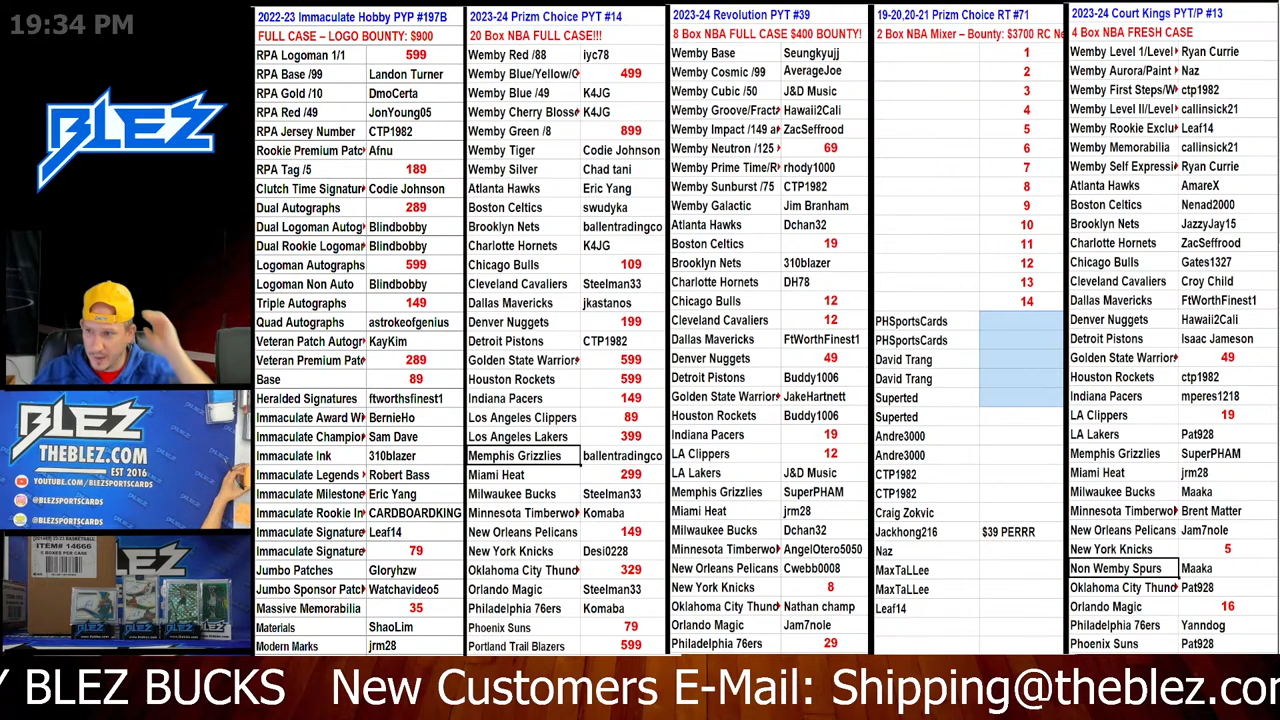 19:34 PM
BLEZ
BLEZ
THEBLEZ.COM
EST 2016
YOUTUBE.COM/BLEZSPORTSCARDS
@BLEZSPORTSCARDS
@BLEZSPORTSCARDS
ITEM# 14666
2022-23 Immaculate Hobby PYP #197B
FULL CASE – LOGO BOUNTY: $900
RPA Logoman 1/1 599
RPA Base /99 Landon Turner
RPA Gold /10 DmoCerta
RPA Red /49 JonYoung05
RPA Jersey Number CTP1982
Rookie Premium Patc Afnu
RPA Tag /5 189
Clutch Time Signatur Codie Johnson
Dual Autographs 289
Dual Logoman Autog Blindbobby
Dual Rookie Logomar Blindbobby
Logoman Autographs 599
Logoman Non Auto Blindbobby
Triple Autographs 149
Quad Autographs astrokeofgenius
Veteran Patch Autogr KayKim
Veteran Premium Pat 289
Base 89
Heralded Signatures ftworthsfinest1
Immaculate Award W BernieHo
Immaculate Champio Sam Dave
Immaculate Ink 310blazer
Immaculate Legends Robert Bass
Immaculate Milestone Eric Yang
Immaculate Rookie In CARDBOARDKING
Immaculate Signature Leaf14
Immaculate Signature 79
Jumbo Patches Gloryhzw
Jumbo Sponsor Patc Watchavideo5
Massive Memorabilia 35
Materials ShaoLim
Modern Marks jrm28
2023-24 Prizm Choice PYT #14
20 Box NBA FULL CASE!!!
Wemby Red /88 iyc78
Wemby Blue/Yellow/G 499
Wemby Blue /49 K4JG
Wemby Cherry Blosso K4JG
Wemby Green /8 899
Wemby Tiger Codie Johnson
Wemby Silver Chad tani
Atlanta Hawks Eric Yang
Boston Celtics swudyka
Brooklyn Nets ballentradingco
Charlotte Hornets K4JG
Chicago Bulls 109
Cleveland Cavaliers Steelman33
Dallas Mavericks jkastanos
Denver Nuggets 199
Detroit Pistons CTP1982
Golden State Warrior 599
Houston Rockets 599
Indiana Pacers 149
Los Angeles Clippers 89
Los Angeles Lakers 399
Memphis Grizzlies ballentradingco
Miami Heat 299
Milwaukee Bucks Steelman33
Minnesota Timberwo Komaba
New Orleans Pelicans 149
New York Knicks Desi0228
Oklahoma City Thund 329
Orlando Magic Steelman33
Philadelphia 76ers Komaba
Phoenix Suns 79
Portland Trail Blazers 599
2023-24 Revolution PYT #39
8 Box NBA FULL CASE $400 BOUNTY!
Wemby Base Seungkyujj
Wemby Cosmic /99 AverageJoe
Wemby Cubic /50 J&D Music
Wemby Groove/Fract Hawaii2Cali
Wemby Impact /149 a ZacSeffrood
Wemby Neutron /125 69
Wemby Prime Time/R rhody1000
Wemby Sunburst /75 CTP1982
Wemby Galactic Jim Branham
Atlanta Hawks Dchan32
Boston Celtics 19
Brooklyn Nets 310blazer
Charlotte Hornets DH78
Chicago Bulls 12
Cleveland Cavaliers 12
Dallas Mavericks FtWorthFinest1
Denver Nuggets 49
Detroit Pistons Buddy1006
Golden State Warrior JakeHartnett
Houston Rockets Buddy1006
Indiana Pacers 19
LA Clippers 12
LA Lakers J&D Music
Memphis Grizzlies SuperPHAM
Miami Heat jrm28
Milwaukee Bucks Dchan32
Minnesota Timberwo AngelOtero5050
New Orleans Pelicans Cwebb0008
New York Knicks 8
Oklahoma City Thund Nathan champ
Orlando Magic Jam7nole
Philadelphia 76ers 29
19-20,20-21 Prizm Choice RT #71
2 Box NBA Mixer – Bounty: $3700 RC Ne
1
2
3
4
5
6
7
8
9
10
11
12
13
14
PHSportsCards
PHSportsCards
David Trang
David Trang
Superted
Superted
Andre3000
Andre3000
CTP1982
CTP1982
Craig Zokvic
Jackhong216 $39 PERRR
Naz
MaxTaLLee
MaxTaLLee
Leaf14
2023-24 Court Kings PYT/P #13
4 Box NBA FRESH CASE
Wemby Level 1/Level Ryan Currie
Wemby Aurora/Paint Naz
Wemby First Steps/W ctp1982
Wemby Level II/Level callinsick21
Wemby Rookie Exclu Leaf14
Wemby Memorabilia callinsick21
Wemby Self Expressi Ryan Currie
Atlanta Hawks AmareX
Boston Celtics Nenad2000
Brooklyn Nets JazzyJay15
Charlotte Hornets ZacSeffrood
Chicago Bulls Gates1327
Cleveland Cavaliers Croy Child
Dallas Mavericks FtWorthFinest1
Denver Nuggets Hawaii2Cali
Detroit Pistons Isaac Jameson
Golden State Warrior 49
Houston Rockets ctp1982
Indiana Pacers mperes1218
LA Clippers 19
LA Lakers Pat928
Memphis Grizzlies SuperPHAM
Miami Heat jrm28
Milwaukee Bucks Maaka
Minnesota Timberwo Brent Matter
New Orleans Pelicans Jam7nole
New York Knicks 5
Non Wemby Spurs Maaka
Oklahoma City Thund Pat928
Orlando Magic 16
Philadelphia 76ers Yanndog
Phoenix Suns Pat928
Y BLEZ BUCKS New Customers E-Mail: Shipping@theblez.com